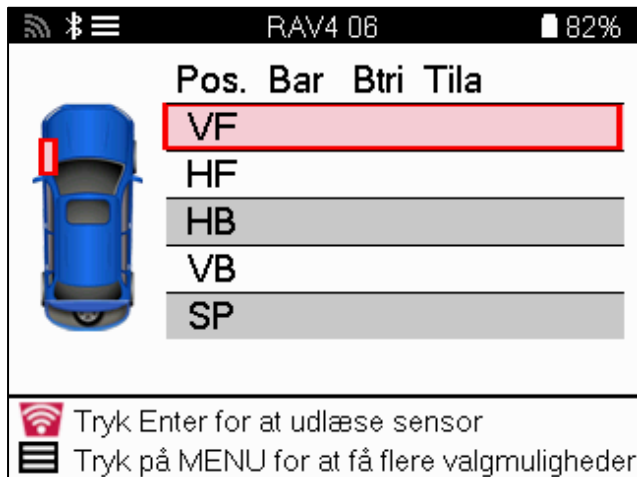 RAV4 06 82%
Pos. Bar Btri Tila
VF
HF
HB
VB
SP
Tryk Enter for at udlæse sensor
Tryk på MENU for at få flere valgmuligheder